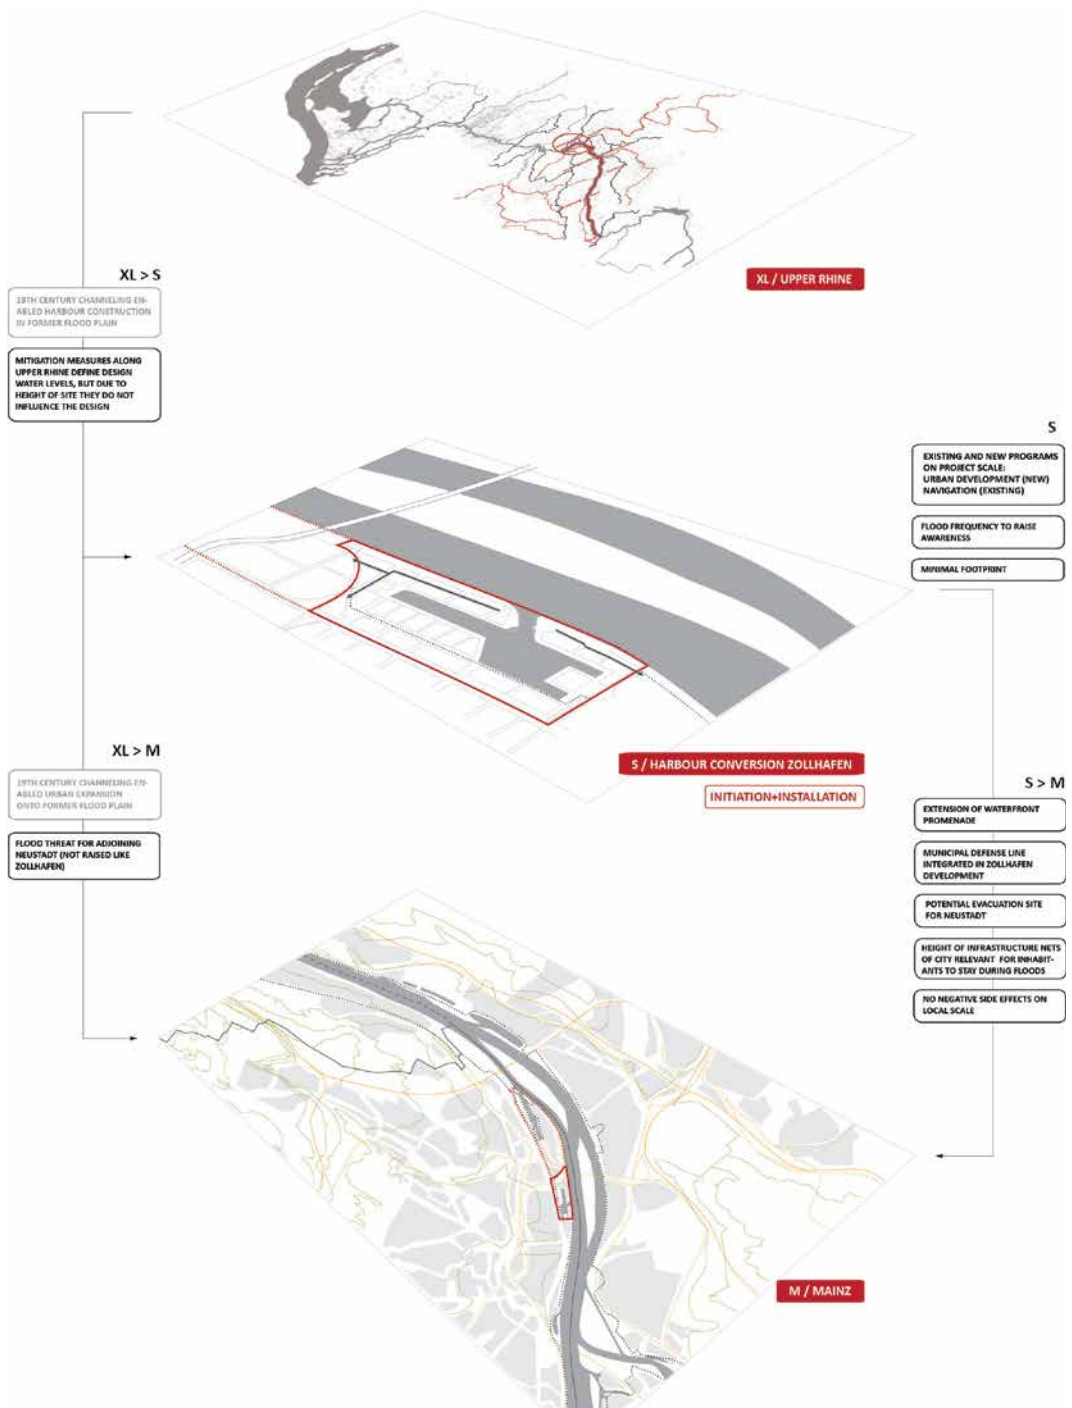 XL / UPPER RHINE
XL > S
19TH CENTURY CHANNELING EN-
ABLED HARBOUR CONSTRUCTION
IN FORMER FLOOD PLAIN
MITIGATION MEASURES ALONG
UPPER RHINE DEFINE DESIGN
WATER LEVELS, BUT DUE TO
HEIGHT OF SITE THEY DO NOT
INFLUENCE THE DESIGN
S
EXISTING AND NEW PROGRAMS
ON PROJECT SCALE:
URBAN DEVELOPMENT (NEW)
NAVIGATION (EXISTING)
FLOOD FREQUENCY TO RAISE
AWARENESS
MINIMAL FOOTPRINT
S / HARBOUR CONVERSION ZOLLHAFEN
INITIATION+INSTALLATION
XL > M
19TH CENTURY CHANNELING EN-
ABLED URBAN EXPANSION
ONTO FORMER FLOOD PLAIN
FLOOD THREAT FOR ADJOINING
NEUSTADT (NOT RAISED LIKE
ZOLLHAFEN)
S > M
EXTENSION OF WATERFRONT
PROMENADE
MUNICIPAL DEFENSE LINE
INTEGRATED IN ZOLLHAFEN
DEVELOPMENT
POTENTIAL EVACUATION SITE
FOR NEUSTADT
HEIGHT OF INFRASTRUCTURE NETS
OF CITY RELEVANT FOR INHABIT-
ANTS TO STAY DURING FLOODS
NO NEGATIVE SIDE EFFECTS ON
LOCAL SCALE
M / MAINZ